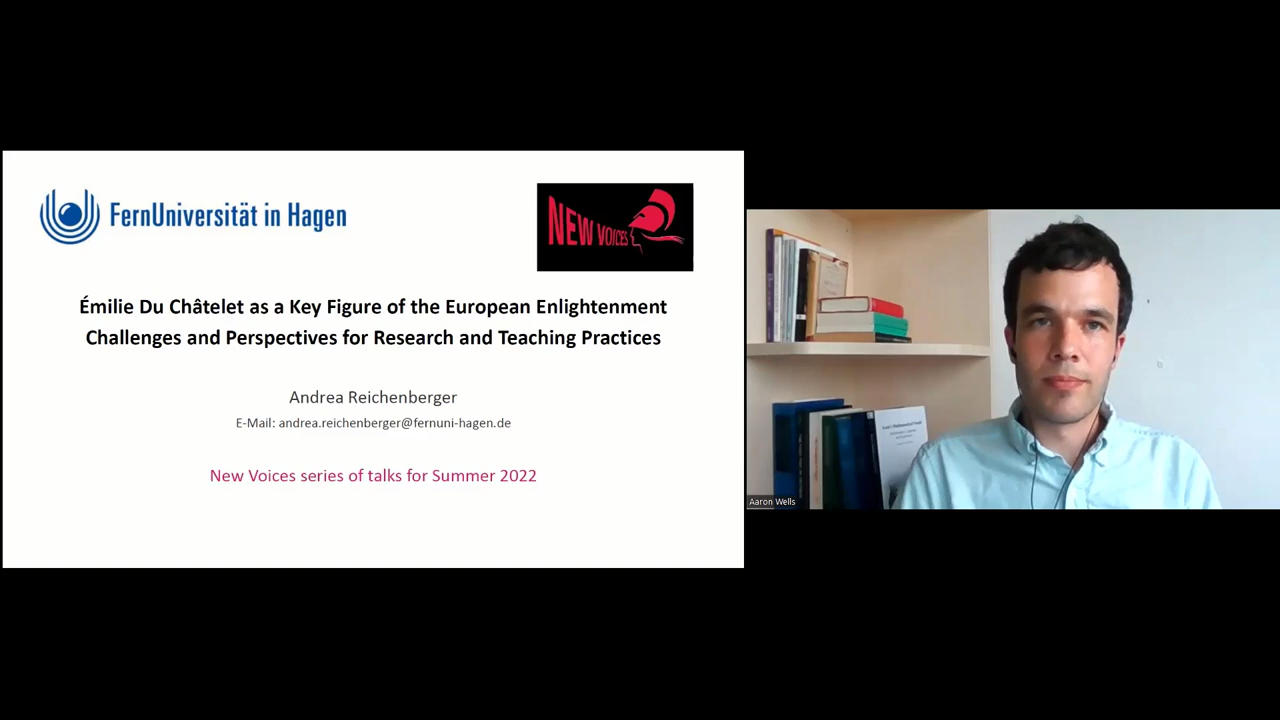 FernUniversität in Hagen
NEW VOICES
Émilie Du Châtelet as a Key Figure of the European Enlightenment
Challenges and Perspectives for Research and Teaching Practices
Andrea Reichenberger
E-Mail: andrea.reichenberger@fernuni-hagen.de
New Voices series of talks for Summer 2022
Aaron Wells